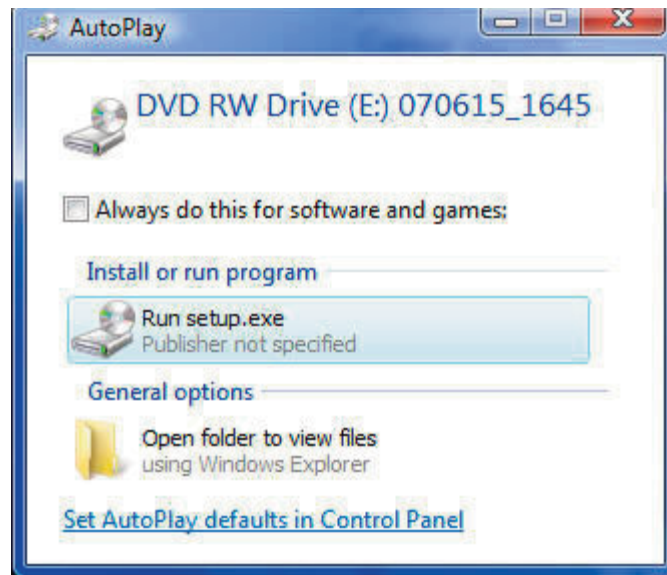 AutoPlay
DVD RW Drive (E:) 070615_1645
Always do this for software and games:
Install or run program
Run setup.exe
Publisher not specified
General options
Open folder to view files
using Windows Explorer
Set AutoPlay defaults in Control Panel